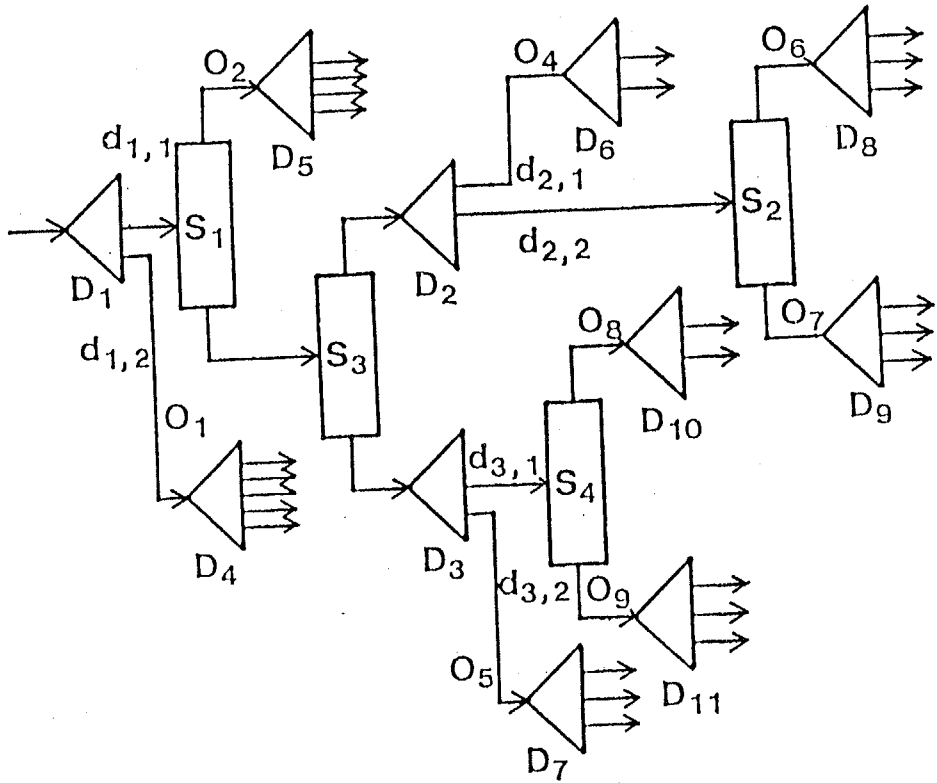 O₂
O₄
O₆
d₁,₁
D₅
D₆
D₈
d₂,₁
S₁
S₂
d₂,₂
D₁
D₂
O₈
O₇
d₁,₂
S₃
D₁₀
D₉
O₁
d₃,₁
S₄
D₄
D₃
d₃,₂
O₉
O₅
D₁₁
D₇